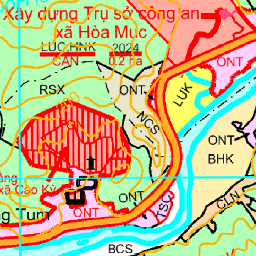 Xây dựng Trụ sở công an
xã Hòa Mục
LUC;HNK 2024
CAN 0.2 ha
ONT
RSX
ONT
LUK
NCS
ONT
BHK
xã Cao Kỳ
ONT
TSC
CLN
ng Tum
ONT
BCS